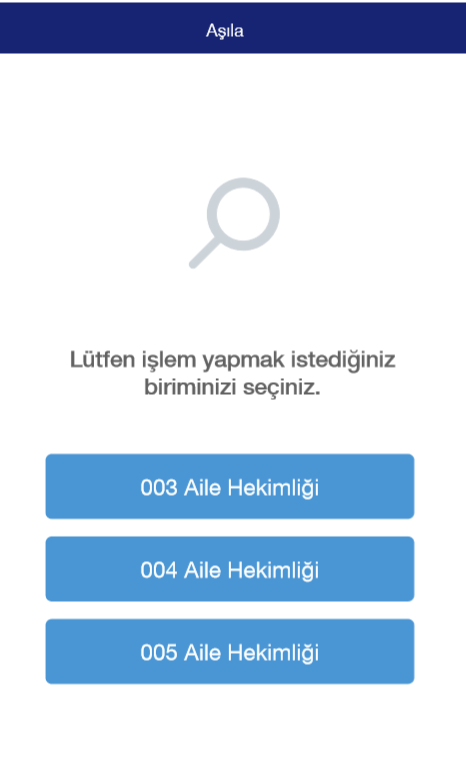 Aşıla
Lütfen işlem yapmak istediğiniz
biriminizi seçiniz.
003 Aile Hekimliği
004 Aile Hekimliği
005 Aile Hekimliği